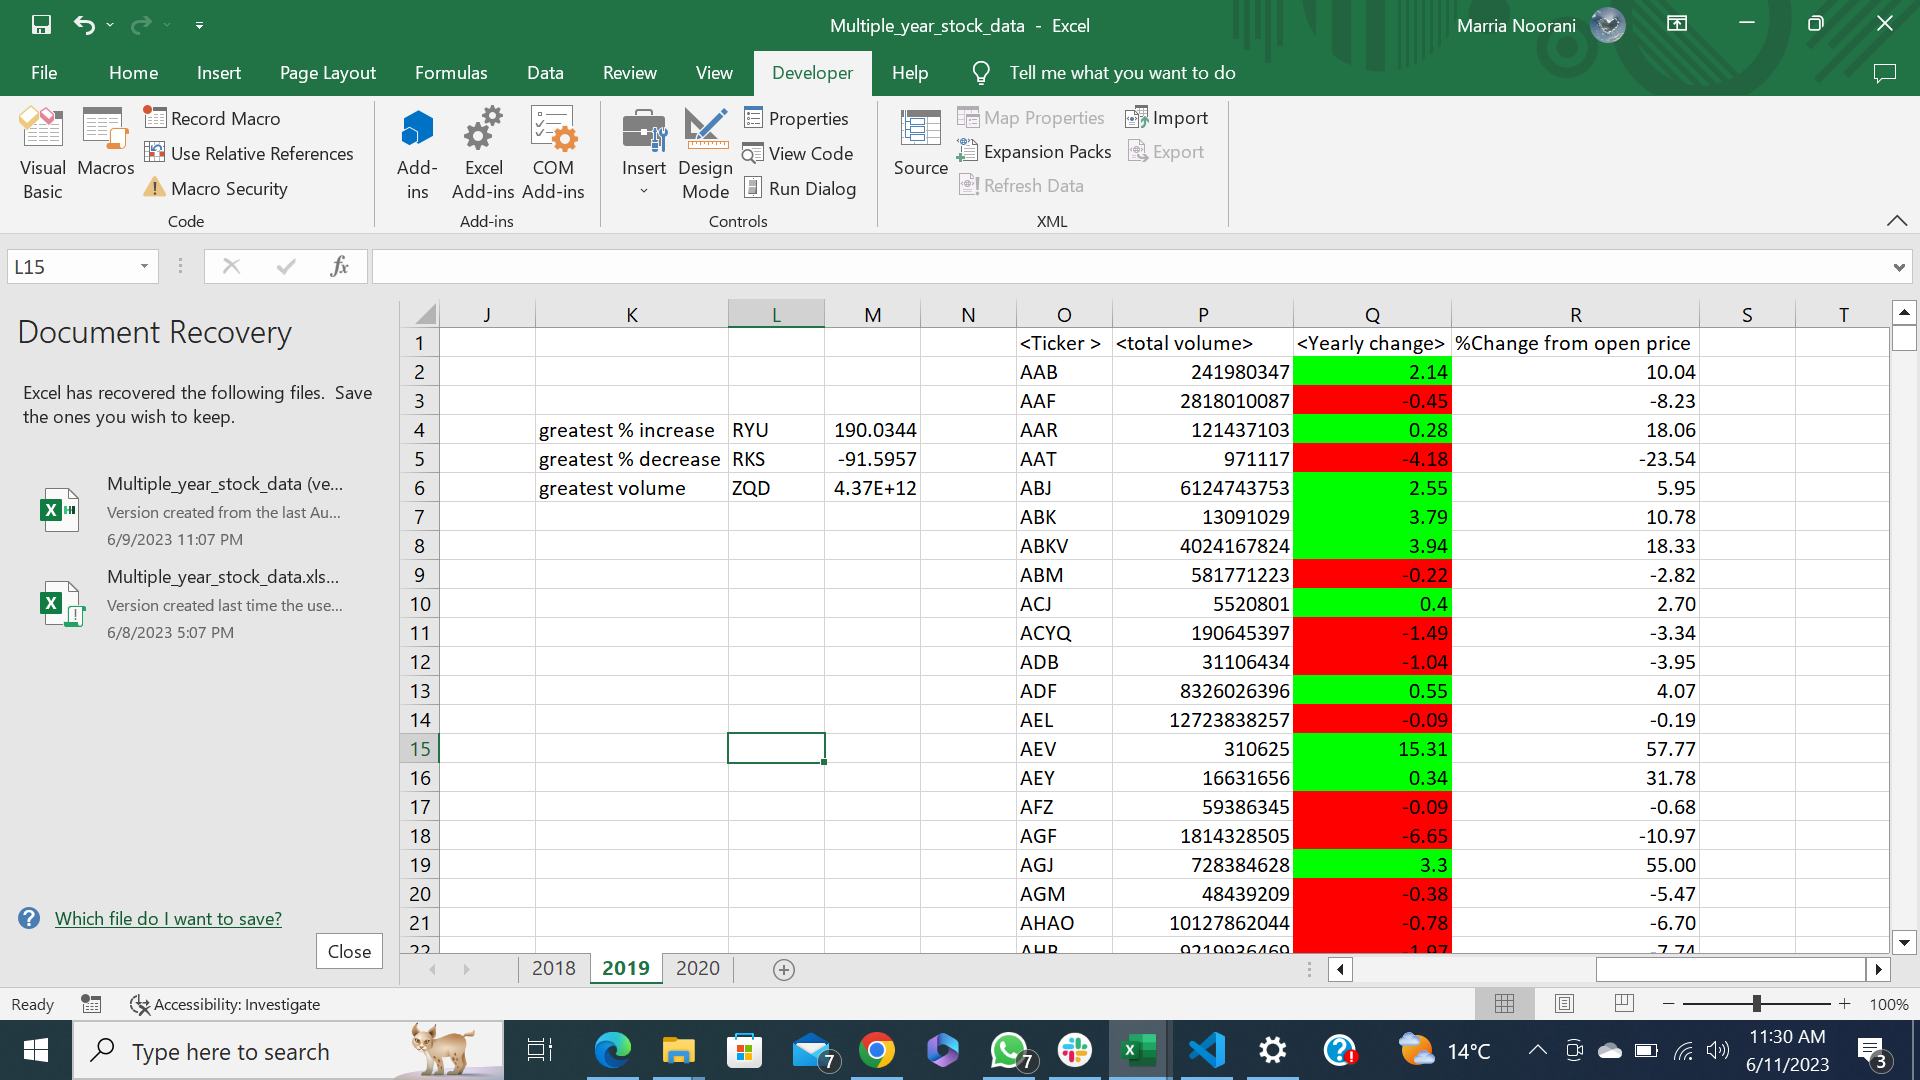 Multiple_year_stock_data - Excel
Marria Noorani
File Home Insert Page Layout Formulas Data Review View Developer Help Tell me what you want to do
Visual Basic
Macros
Record Macro
Use Relative References
Macro Security
Code
Add-ins
Excel Add-ins
COM Add-ins
Add-ins
Insert
Design Mode
Properties
View Code
Run Dialog
Controls
Source
Map Properties
Expansion Packs
Refresh Data
Import
Export
XML
L15
fx
Document Recovery
Excel has recovered the following files. Save
the ones you wish to keep.
Multiple_year_stock_data (ve...
Version created from the last Au...
6/9/2023 11:07 PM
Multiple_year_stock_data.xls...
Version created last time the use...
6/8/2023 5:07 PM
Which file do I want to save?
Close
J K L M N O P Q R S T
1 <Ticker > <total volume> <Yearly change> %Change from open price
2 AAB 241980347 2.14 10.04
3 AAF 2818010087 -0.45 -8.23
4 greatest % increase RYU 190.0344 AAR 121437103 0.28 18.06
5 greatest % decrease RKS -91.5957 AAT 971117 -4.18 -23.54
6 greatest volume ZQD 4.37E+12 ABJ 6124743753 2.55 5.95
7 ABK 13091029 3.79 10.78
8 ABKV 4024167824 3.94 18.33
9 ABM 581771223 -0.22 -2.82
10 ACJ 5520801 0.4 2.70
11 ACYQ 190645397 -1.49 -3.34
12 ADB 31106434 -1.04 -3.95
13 ADF 8326026396 0.55 4.07
14 AEL 12723838257 -0.09 -0.19
15 AEV 310625 15.31 57.77
16 AEY 16631656 0.34 31.78
17 AFZ 59386345 -0.09 -0.68
18 AGF 1814328505 -6.65 -10.97
19 AGJ 728384628 3.3 55.00
20 AGM 48439209 -0.38 -5.47
21 AHAO 10127862044 -0.78 -6.70
22 AHB 9219936469 -1.97 -7.74
2018 2019 2020
Ready
Accessibility: Investigate
100%
Type here to search
7
7
14°C
11:30 AM
6/11/2023
3